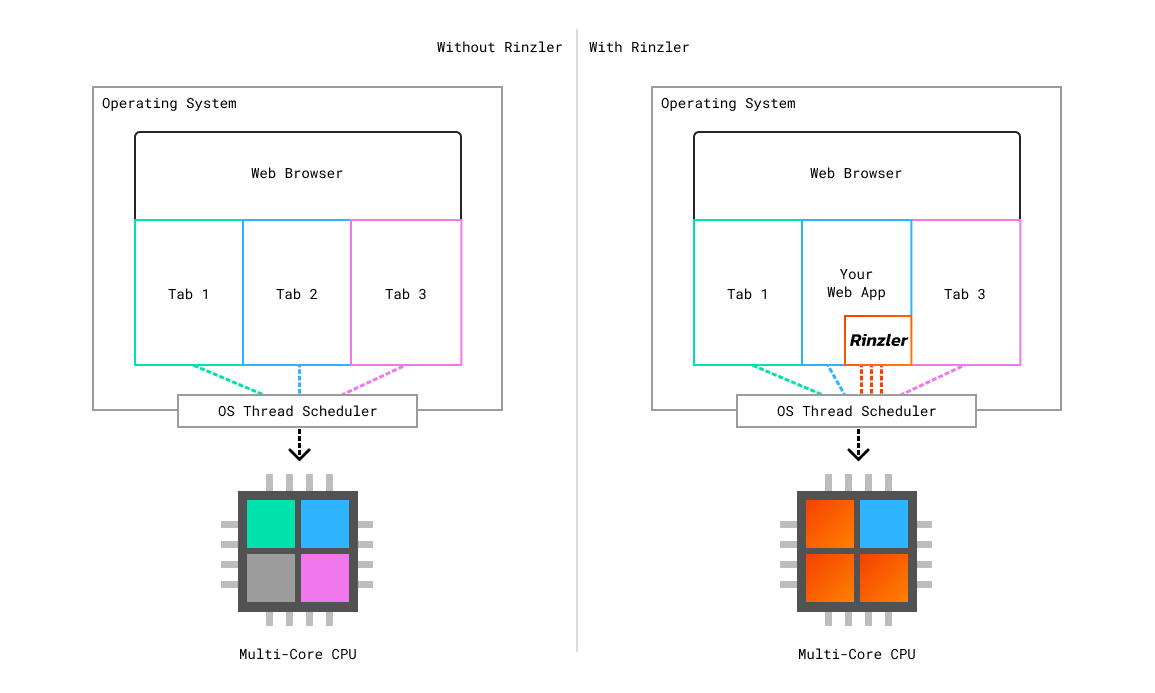 Without Rinzler
With Rinzler
Operating System
Web Browser
Tab 1
Tab 2
Tab 3
OS Thread Scheduler
Multi-Core CPU
Operating System
Web Browser
Tab 1
Your
Web App
Tab 3
Rinzler
OS Thread Scheduler
Multi-Core CPU